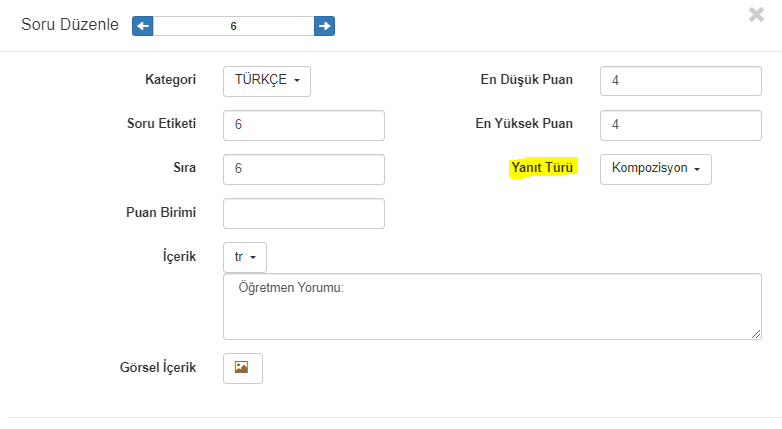 Soru Düzenle 6
Kategori TÜRKÇE En Düşük Puan 4
Soru Etiketi 6 En Yüksek Puan 4
Sıra 6 Yanıt Türü Kompozisyon
Puan Birimi
İçerik tr
Öğretmen Yorumu:
Görsel İçerik